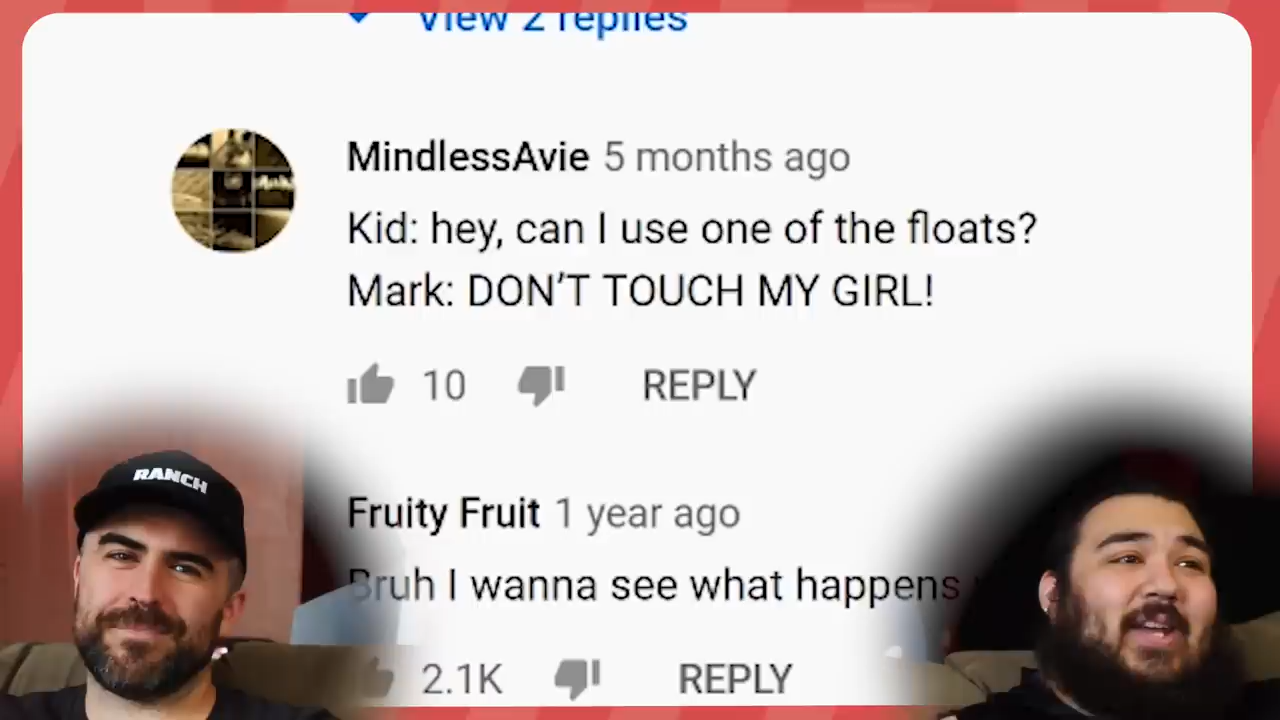 View 2 replies
MindlessAvie 5 months ago
Kid: hey, can I use one of the floats?
Mark: DON'T TOUCH MY GIRL!
10 REPLY
RANCH
Fruity Fruit 1 year ago
Bruh I wanna see what happens
2.1K REPLY